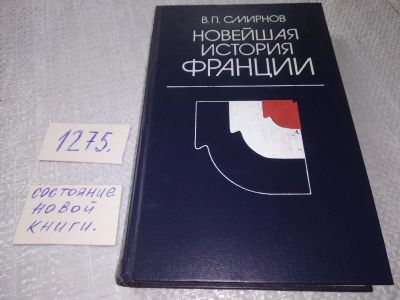 В. П. СМИРНОВ
НОВЕЙШАЯ
ИСТОРИЯ
ФРАНЦИИ
1275.
состояние
новой
книги.